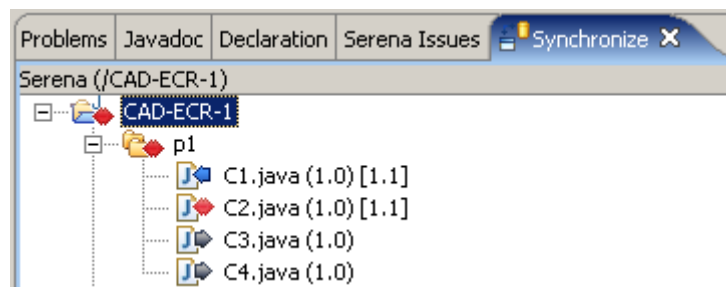 Problems Javadoc Declaration Serena Issues Synchronize
Serena (/CAD-ECR-1)
CAD-ECR-1
p1
C1.java (1.0) [1.1]
C2.java (1.0) [1.1]
C3.java (1.0)
C4.java (1.0)